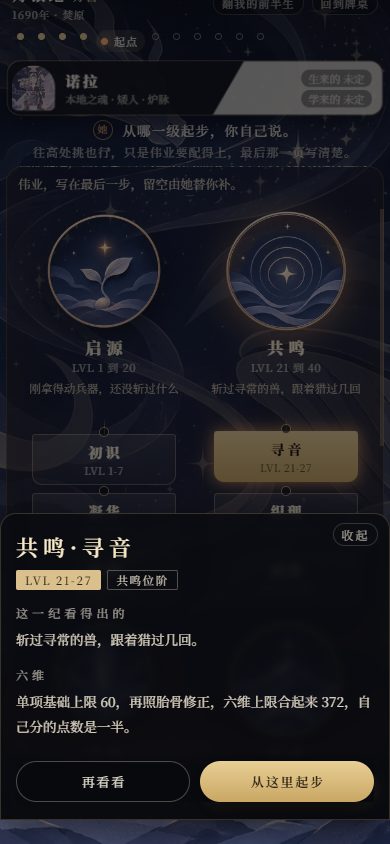 翻我的前半生
回到牌桌
1690年 · 焚原
起点
诺拉
本地之魂 · 矮人 · 炉脉
生来的 未定
学来的 未定
她 从哪一级起步，你自己说。
往高处挑也行，只是伟业要配得上，最后那一页写清楚。
伟业，写在最后一步，留空由她替你补。
启源
LVL 1 到 20
刚拿得动兵器，还没斩过什么
共鸣
LVL 21 到 40
斩过寻常的兽，跟着猎过几回
初识
LVL 1-7
寻音
LVL 21-27
共鸣·寻音
收起
LVL 21-27
共鸣位阶
这一纪看得出的
斩过寻常的兽，跟着猎过几回。
六维
单项基础上限 60，再照胎骨修正，六维上限合起来 372，自
己分的点数是一半。
再看看
从这里起步